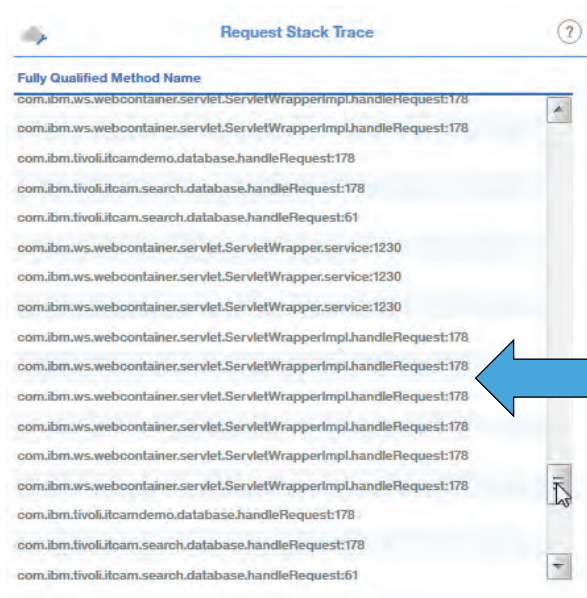 Request Stack Trace
?
Fully Qualified Method Name
com.ibm.ws.webcontainer.servlet.ServletWrapperImpl.handleRequest:178
com.ibm.ws.webcontainer.servlet.ServletWrapperImpl.handleRequest:178
com.ibm.tivoli.itcamdemo.database.handleRequest:178
com.ibm.tivoli.itcam.search.database.handleRequest:178
com.ibm.tivoli.itcam.search.database.handleRequest:61
com.ibm.ws.webcontainer.servlet.ServletWrapper.service:1230
com.ibm.ws.webcontainer.servlet.ServletWrapper.service:1230
com.ibm.ws.webcontainer.servlet.ServletWrapper.service:1230
com.ibm.ws.webcontainer.servlet.ServletWrapperImpl.handleRequest:178
com.ibm.ws.webcontainer.servlet.ServletWrapperImpl.handleRequest:178
com.ibm.ws.webcontainer.servlet.ServletWrapperImpl.handleRequest:178
com.ibm.ws.webcontainer.servlet.ServletWrapperImpl.handleRequest:178
com.ibm.ws.webcontainer.servlet.ServletWrapperImpl.handleRequest:178
com.ibm.ws.webcontainer.servlet.ServletWrapperImpl.handleRequest:178
com.ibm.tivoli.itcamdemo.database.handleRequest:178
com.ibm.tivoli.itcam.search.database.handleRequest:178
com.ibm.tivoli.itcam.search.database.handleRequest:61